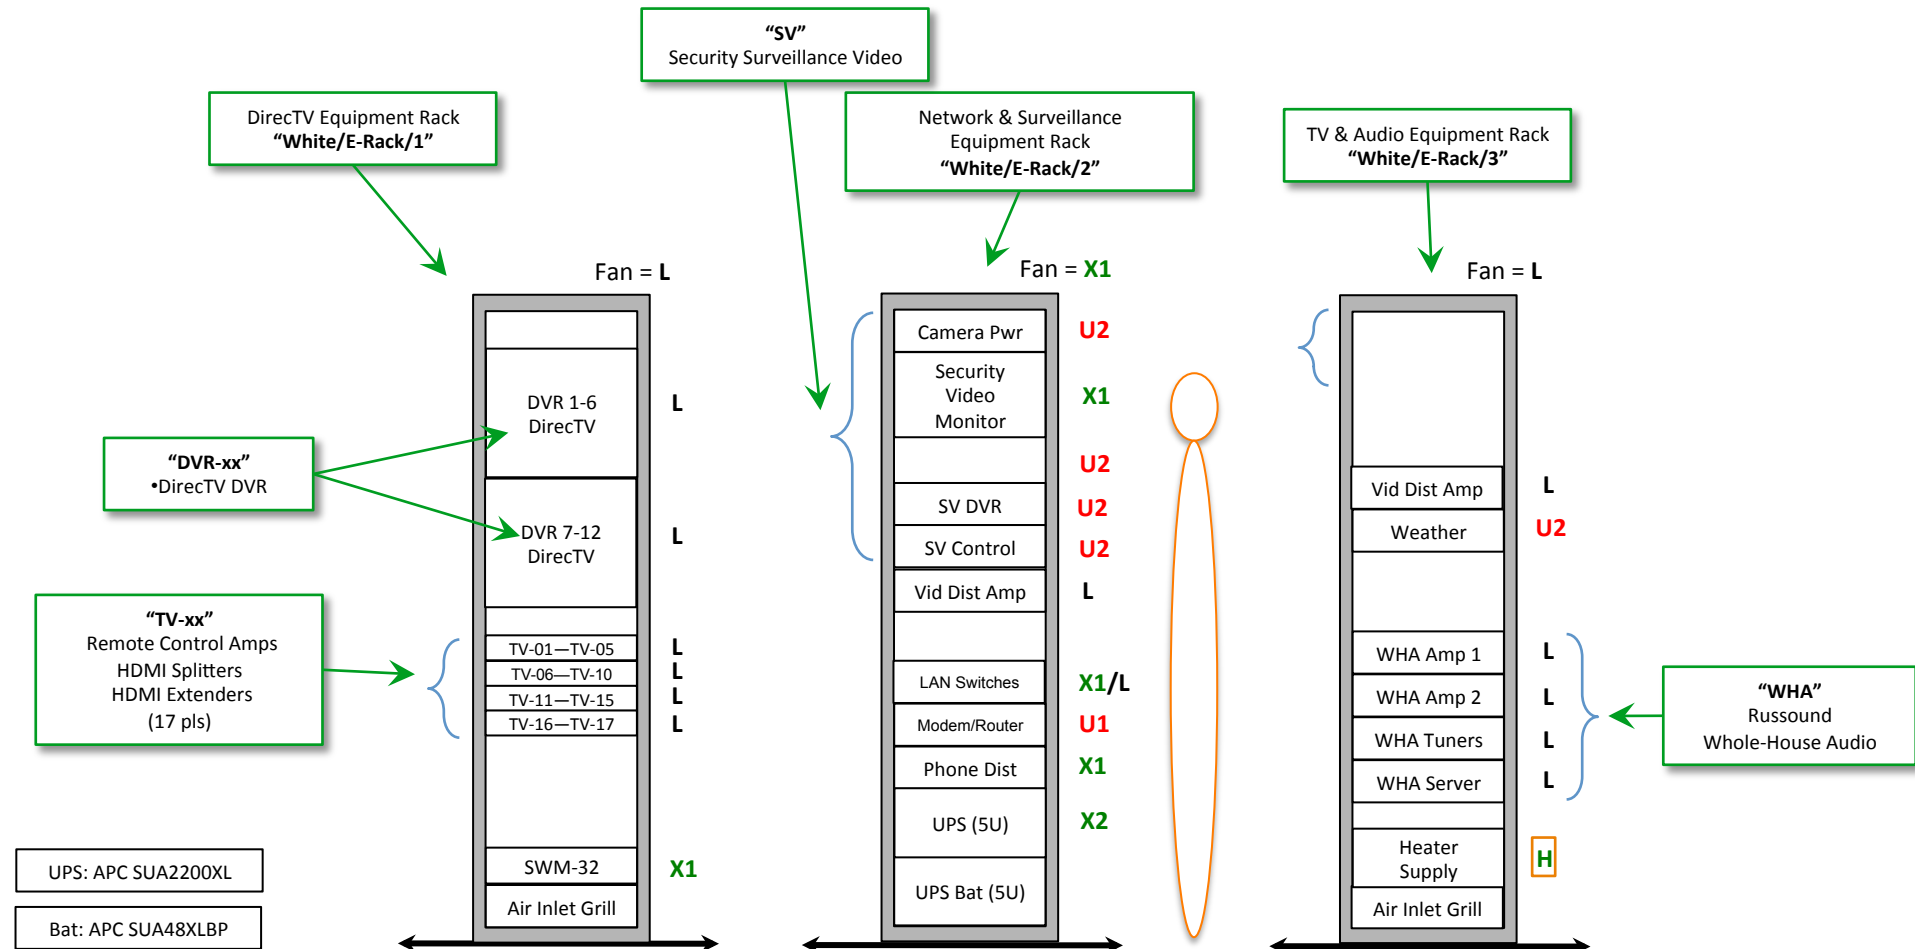 “SV”
Security Surveillance Video
DirecTV Equipment Rack
“White/E-Rack/1”
Network & Surveillance
Equipment Rack
“White/E-Rack/2”
TV & Audio Equipment Rack
“White/E-Rack/3”
Fan = L
Fan = X1
Fan = L
DVR 1-6
DirecTV
L
DVR 7-12
DirecTV
L
“DVR-xx”
•DirecTV DVR
“TV-xx”
Remote Control Amps
HDMI Splitters
HDMI Extenders
(17 pls)
TV-01—TV-05
L
TV-06—TV-10
L
TV-11—TV-15
L
TV-16—TV-17
L
SWM-32
X1
Air Inlet Grill
UPS: APC SUA2200XL
Bat: APC SUA48XLBP
Camera Pwr
U2
Security
Video
Monitor
X1
U2
SV DVR
U2
SV Control
U2
Vid Dist Amp
L
LAN Switches
X1/L
Modem/Router
U1
Phone Dist
X1
UPS (5U)
X2
UPS Bat (5U)
Vid Dist Amp
L
Weather
U2
WHA Amp 1
L
WHA Amp 2
L
WHA Tuners
L
WHA Server
L
Heater
Supply
H
Air Inlet Grill
“WHA”
Russound
Whole-House Audio